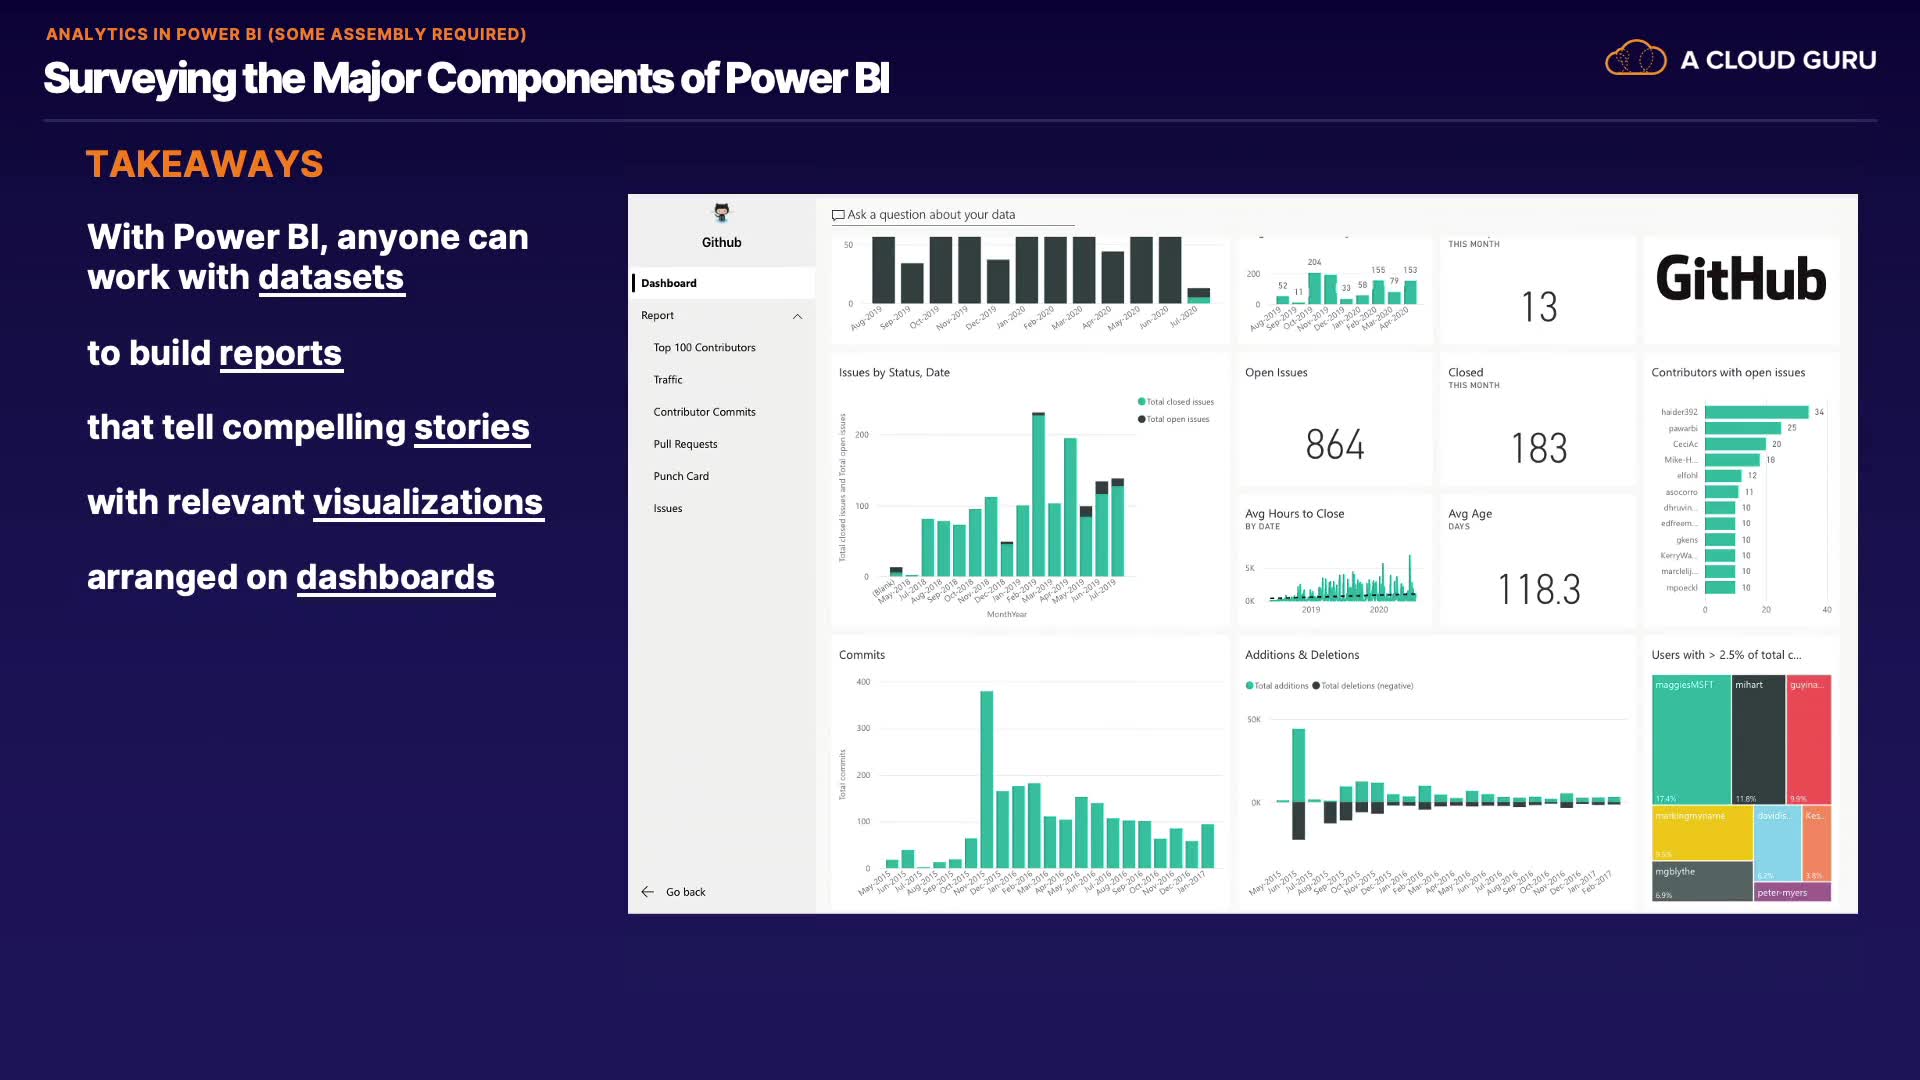 ANALYTICS IN POWER BI (SOME ASSEMBLY REQUIRED)
Surveying the Major Components of Power BI
A CLOUD GURU
TAKEAWAYS
With Power BI, anyone can
work with datasets
to build reports
that tell compelling stories
with relevant visualizations
arranged on dashboards
Github
Dashboard
Report
Top 100 Contributors
Traffic
Contributor Commits
Pull Requests
Punch Card
Issues
Go back
Ask a question about your data
50
0
Aug-2019 Sep-2019 Oct-2019 Nov-2019 Dec-2019 Jan-2020 Feb-2020 Mar-2020 Apr-2020 May-2020 Jun-2020 Jul-2020
200
0
52 11 204 33 58 155 79 153
Aug-2019 Sep-2019 Oct-2019 Nov-2019 Dec-2019 Jan-2020 Feb-2020 Mar-2020 Apr-2020
THIS MONTH
13
GitHub
Issues by Status, Date
Total closed issues
Total open issues
Total closed issues and Total open issues
200
100
0
(Blank) May-2018 Jul-2018 Aug-2018 Sep-2018 Oct-2018 Nov-2018 Dec-2018 Jan-2019 Feb-2019 Mar-2019 Apr-2019 May-2019 Jun-2019 Jul-2019
MonthYear
Open Issues
864
Closed
THIS MONTH
183
Avg Hours to Close
BY DATE
5K
0K
2019 2020
Avg Age
DAYS
118.3
Contributors with open issues
haider392 34
pawarbi 25
CeciAc 20
Mike-H... 18
elfohl 12
asocorro 11
dhruvin... 10
edfreem... 10
gkens 10
KerryWa... 10
marclelij... 10
mpoeckl 10
0 20 40
Commits
Total commits
400
300
200
100
0
May-2015 Jun-2015 Jul-2015 Aug-2015 Sep-2015 Oct-2015 Nov-2015 Dec-2015 Jan-2016 Feb-2016 Mar-2016 Apr-2016 May-2016 Jun-2016 Jul-2016 Aug-2016 Sep-2016 Oct-2016 Nov-2016 Dec-2016 Jan-2017
Additions & Deletions
Total additions Total deletions (negative)
50K
0K
May-2015 Jun-2015 Jul-2015 Aug-2015 Sep-2015 Oct-2015 Nov-2015 Dec-2015 Jan-2016 Feb-2016 Mar-2016 Apr-2016 May-2016 Jun-2016 Jul-2016 Aug-2016 Sep-2016 Oct-2016 Nov-2016 Dec-2016 Jan-2017 Feb-2017
Users with > 2.5% of total c...
maggiesMSFT mihart guyina...
17.4% 11.8% 9.9%
markingmyname davidis... Kes...
9.5% 6.2% 3.8%
mgblythe
6.9%
peter-myers